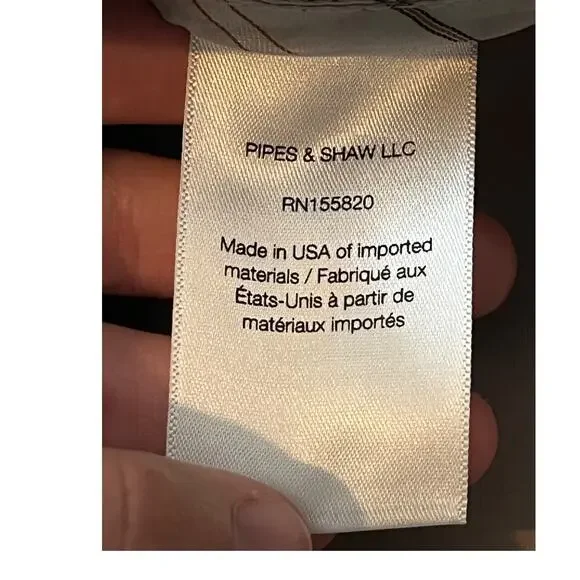 PIPES & SHAW LLC
RN155820
Made in USA of imported
materials / Fabriqué aux
États-Unis à partir de
matériaux importés